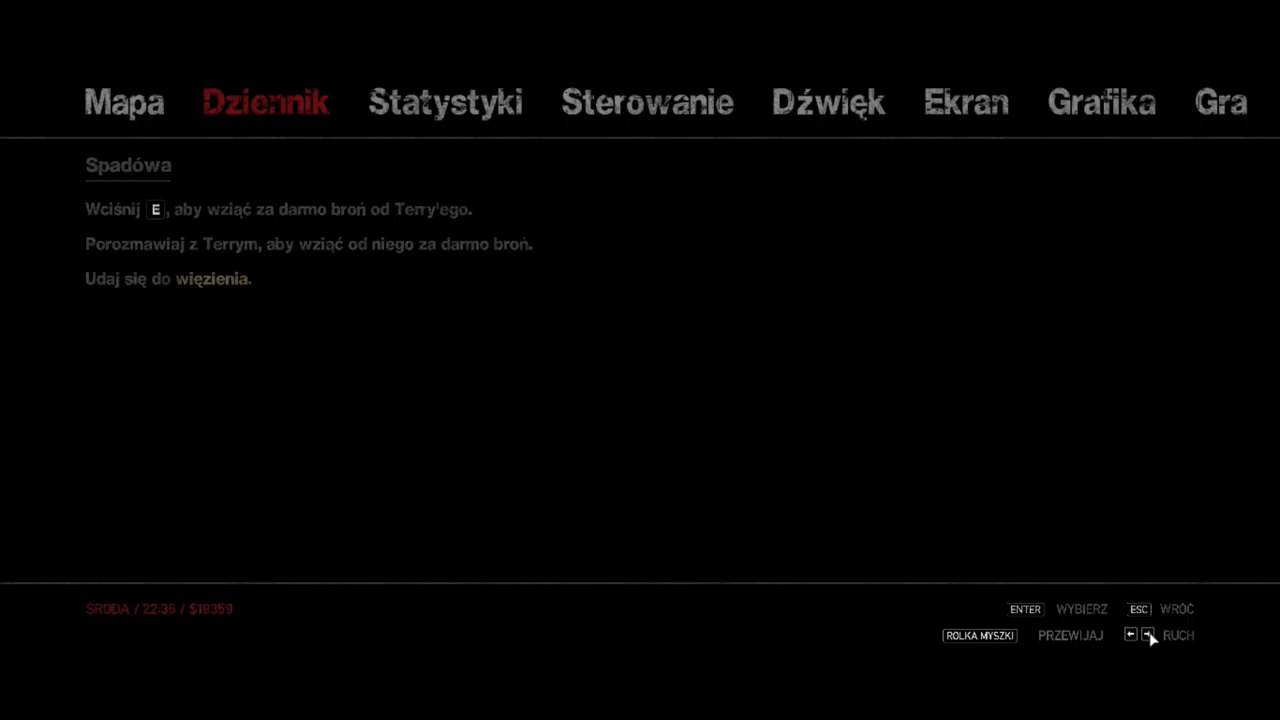 Mapa Dziennik Statystyki Sterowanie Dźwięk Ekran Grafika Gra
Spadówa
Wciśnij E, aby wziąć za darmo broń od Terry'ego.
Porozmawiaj z Terrym, aby wziąć od niego za darmo broń.
Udaj się do więzienia.
ŚRODA / 22:36 / $19359
ENTER WYBIERZ ESC WRÓĆ
ROLKA MYSZKI PRZEWIJAJ RUCH